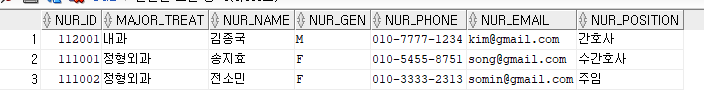 NUR_ID MAJOR_TREAT NUR_NAME NUR_GEN NUR_PHONE NUR_EMAIL NUR_POSITION
1 112001 내과 김종국 M 010-7777-1234 kim@gmail.com 간호사
2 111001 정형외과 송지효 F 010-5455-8751 song@gmail.com 수간호사
3 111002 정형외과 전소민 F 010-3333-2313 somin@gmail.com 주임